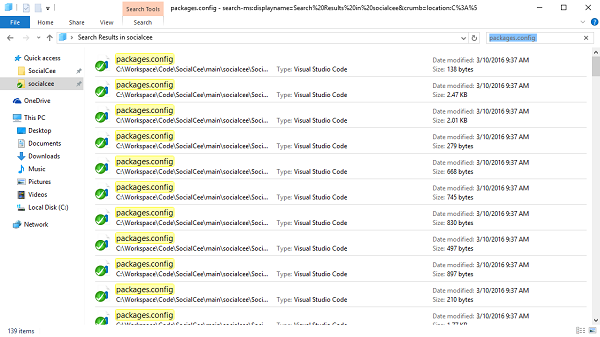 Search Tools
packages.config - search-ms:displayname=Search%20Results%20in%20socialcee&crumb=location:C%3A%5
File
Home
Share
View
Search
Search Results in socialcee
packages.config
Quick access
SocialCee
socialcee
OneDrive
This PC
Desktop
Documents
Downloads
Music
Pictures
Videos
Local Disk (C:)
Network
packages.config
C:\Workspace\Code\SocialCee\main\socialcee\Soci...
Type: Visual Studio Code
Date modified: 3/10/2016 9:37 AM
Size: 138 bytes
packages.config
C:\Workspace\Code\SocialCee\main\socialcee\Soci...
Type: Visual Studio Code
Date modified: 3/10/2016 9:37 AM
Size: 2.47 KB
packages.config
C:\Workspace\Code\SocialCee\main\socialcee\Soci...
Type: Visual Studio Code
Date modified: 3/10/2016 9:37 AM
Size: 2.01 KB
packages.config
C:\Workspace\Code\SocialCee\main\socialcee\Soci...
Type: Visual Studio Code
Date modified: 3/10/2016 9:37 AM
Size: 279 bytes
packages.config
C:\Workspace\Code\SocialCee\main\socialcee\Soci...
Type: Visual Studio Code
Date modified: 3/10/2016 9:37 AM
Size: 668 bytes
packages.config
C:\Workspace\Code\SocialCee\main\socialcee\Soci...
Type: Visual Studio Code
Date modified: 3/10/2016 9:37 AM
Size: 745 bytes
packages.config
C:\Workspace\Code\SocialCee\main\socialcee\Soci...
Type: Visual Studio Code
Date modified: 3/10/2016 9:37 AM
Size: 830 bytes
packages.config
C:\Workspace\Code\SocialCee\main\socialcee\Soci...
Type: Visual Studio Code
Date modified: 3/10/2016 9:37 AM
Size: 497 bytes
packages.config
C:\Workspace\Code\SocialCee\main\socialcee\Soci...
Type: Visual Studio Code
Date modified: 3/10/2016 9:37 AM
Size: 897 bytes
packages.config
C:\Workspace\Code\SocialCee\main\socialcee\Soci...
Type: Visual Studio Code
Date modified: 3/10/2016 9:37 AM
Size: 210 bytes
packages.config
Date modified: 3/10/2016 9:37 AM
139 items